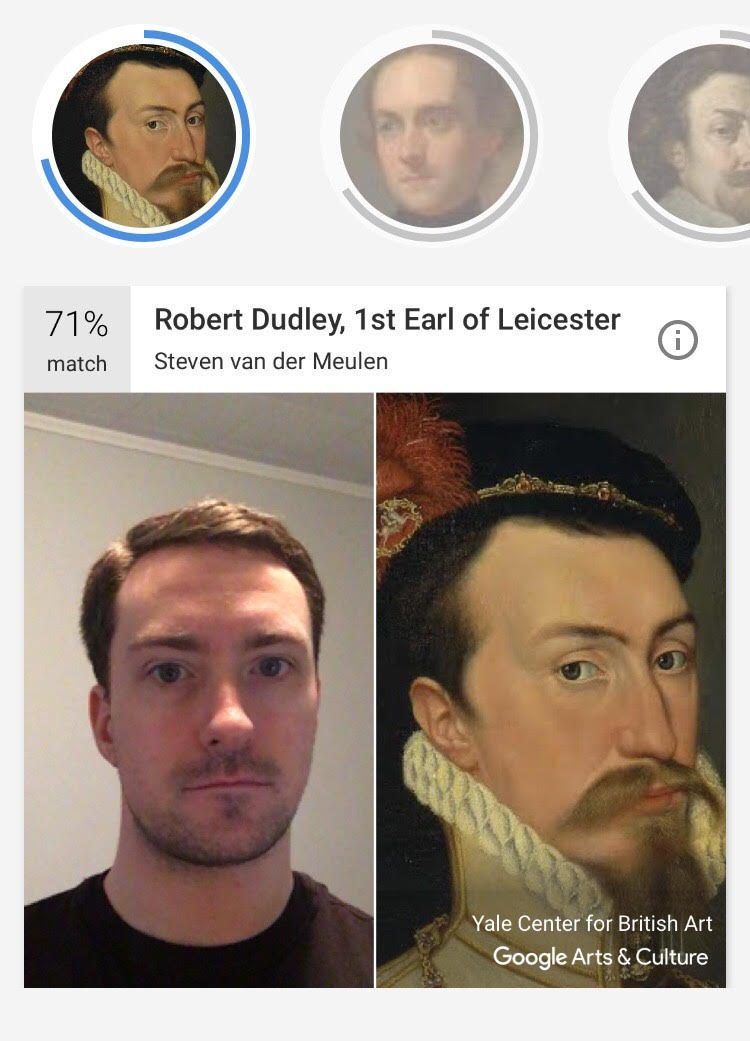 71%
match
Robert Dudley, 1st Earl of Leicester
Steven van der Meulen
Yale Center for British Art
Google Arts & Culture